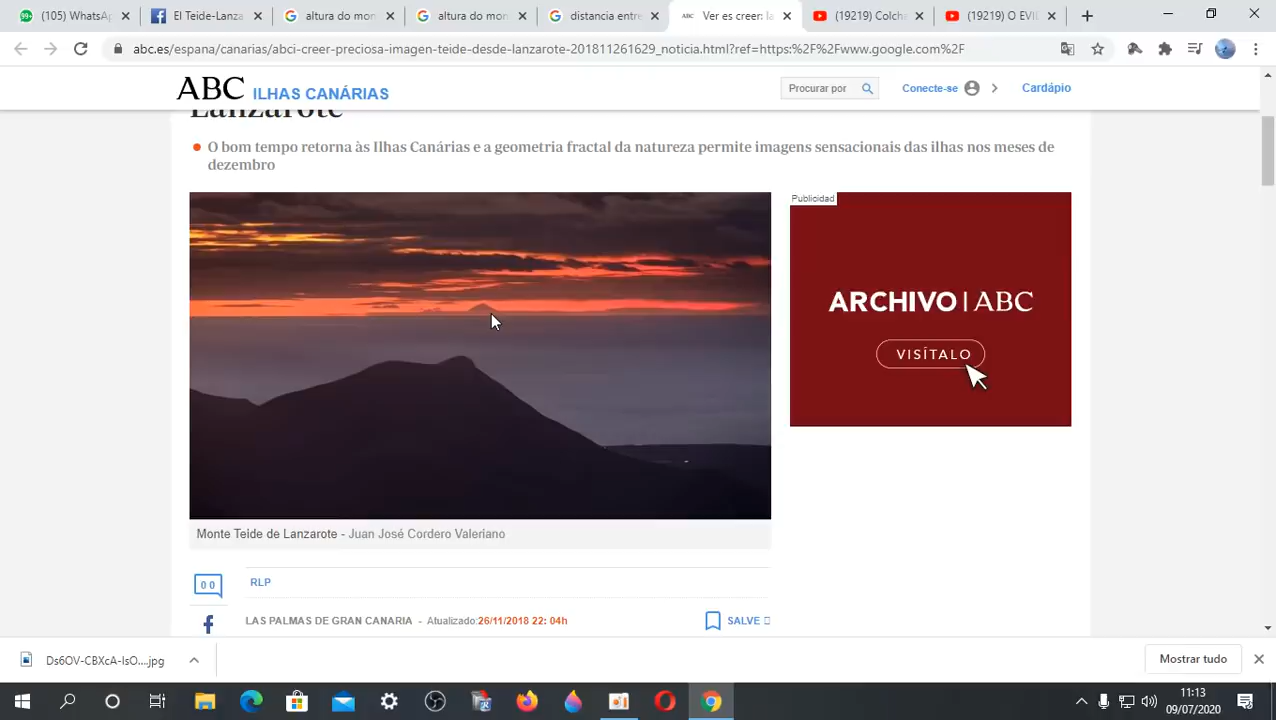 (105) WhatsAp
El Teide-Lanza
altura do mon
altura do mon
distancia entre
Ver es creer: la
(19219) Colcha
(19219) O EVI
abc.es/espana/canarias/abci-creer-preciosa-imagen-teide-desde-lanzarote-201811261629_noticia.html?ref=https:%2F%2Fwww.google.com%2F
ABC ILHAS CANÁRIAS
Procurar por
Conecte-se
Cardápio
Lanzarote
O bom tempo retorna às Ilhas Canárias e a geometria fractal da natureza permite imagens sensacionais das ilhas nos meses de
dezembro
Publicidad
ARCHIVO | ABC
VISÍTALO
Monte Teide de Lanzarote - Juan José Cordero Valeriano
0 0
RLP
LAS PALMAS DE GRAN CANARIA - Atualizado:26/11/2018 22: 04h
SALVE
Ds6OV-CBXcA-IsO....jpg
Mostrar tudo
11:13
09/07/2020